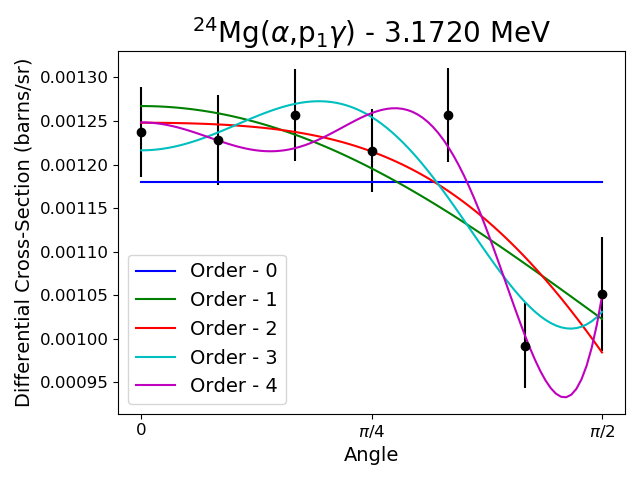 ²⁴Mg(α,p₁γ) - 3.1720 MeV
Differential Cross-Section (barns/sr)
0.00130
0.00125
0.00120
0.00115
0.00110
0.00105
0.00100
0.00095
Order - 0
Order - 1
Order - 2
Order - 3
Order - 4
0
π/4
π/2
Angle